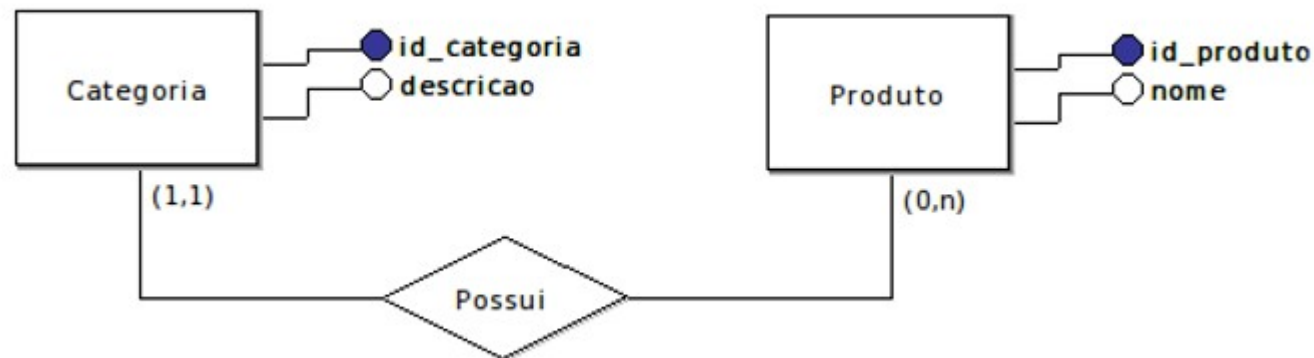 Categoria
id_categoria
descricao
Produto
id_produto
nome
(1,1)
(0,n)
Possui